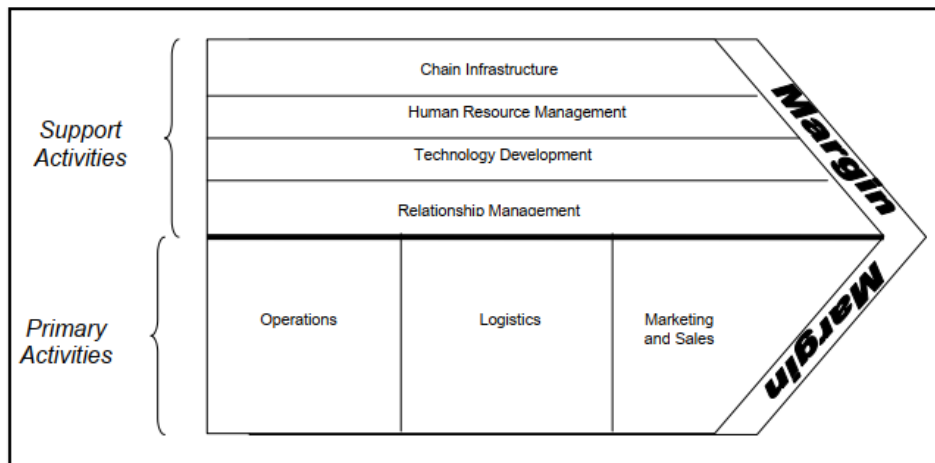 Chain Infrastructure
Human Resource Management
Support
Activities
Technology Development
Relationship Management
Margin
Primary
Activities
Operations
Logistics
Marketing
and Sales
Margin